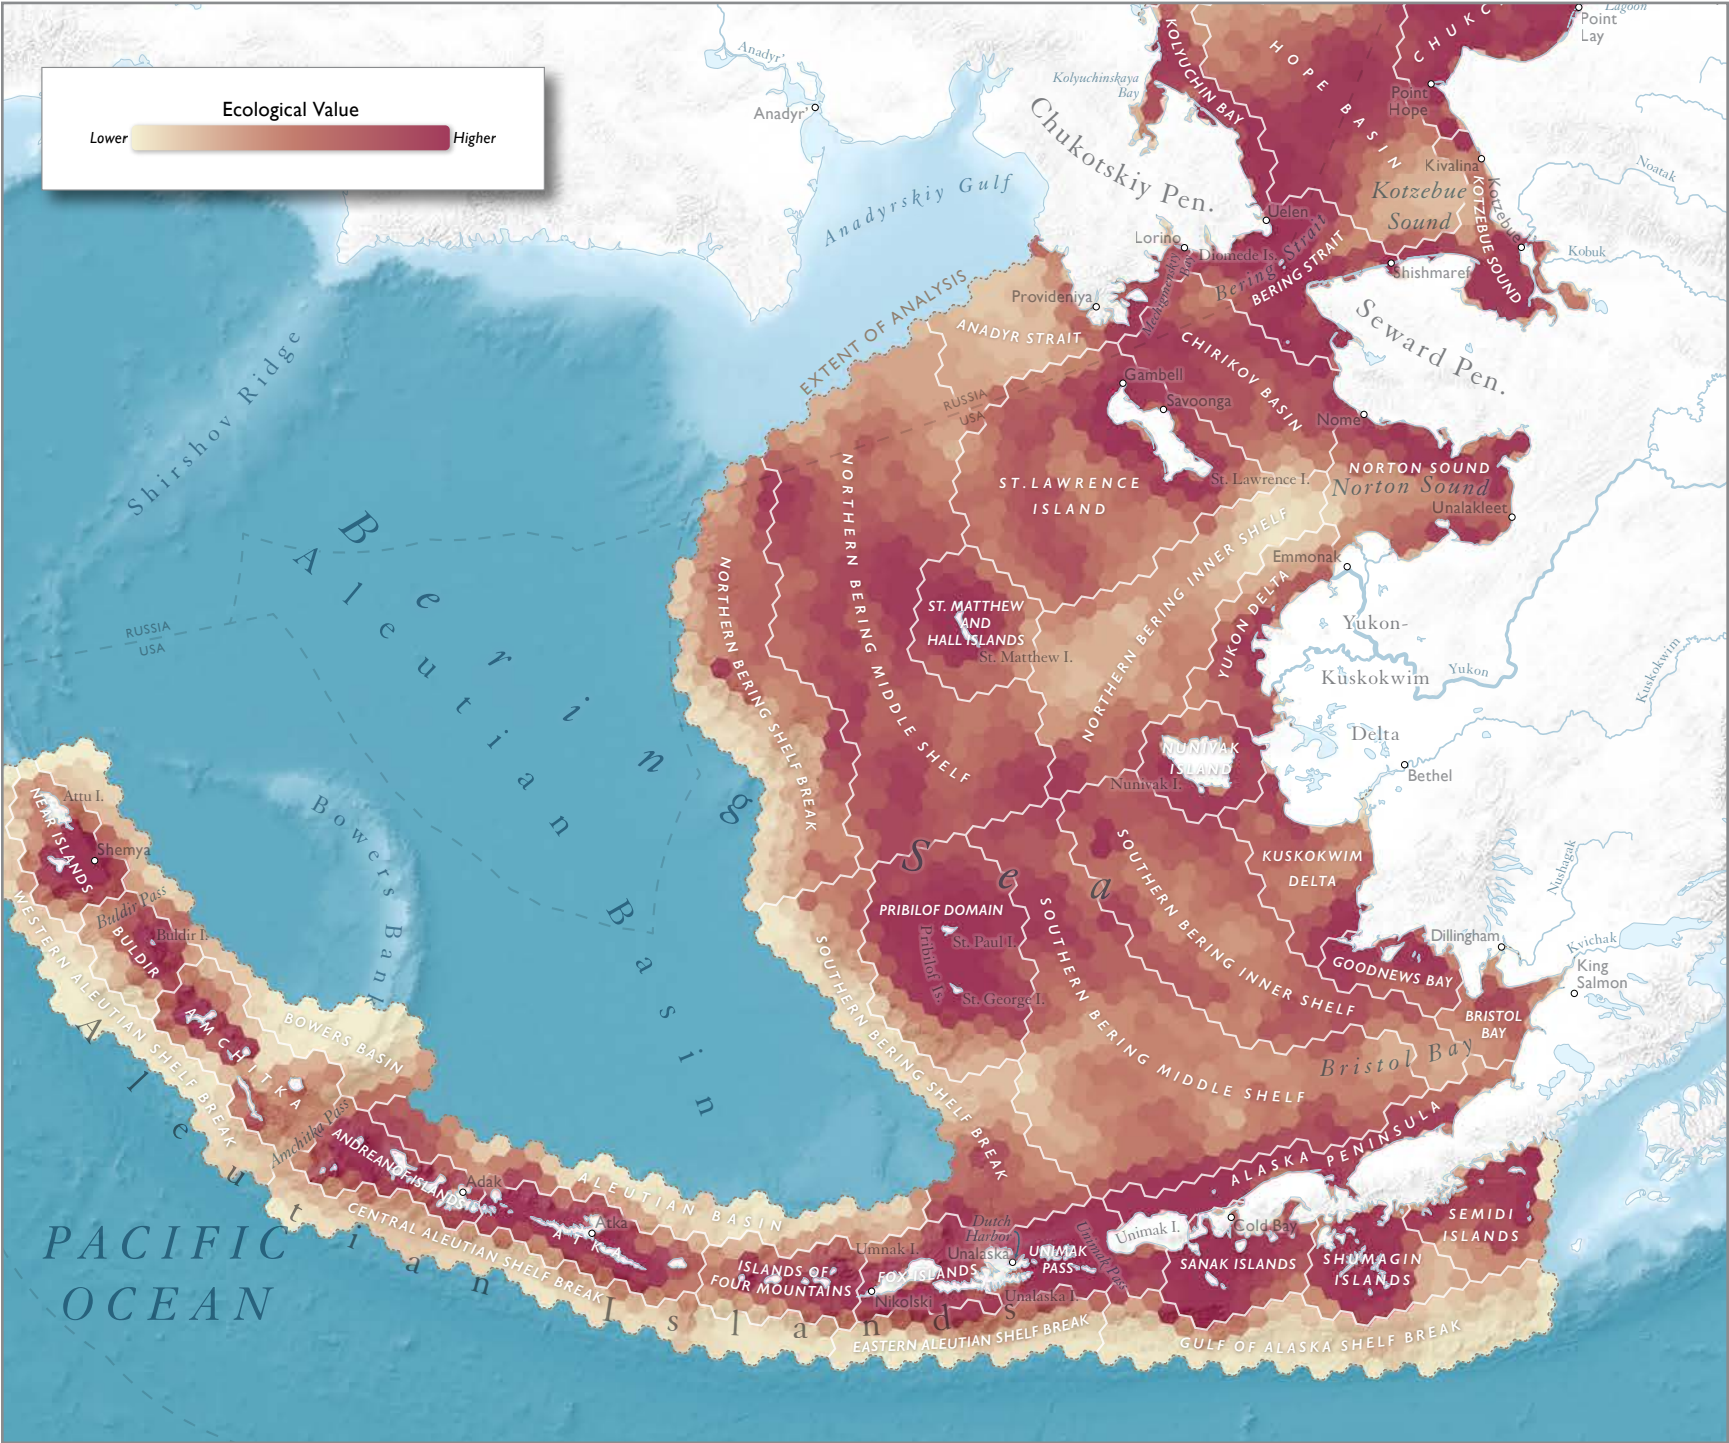 Ecological Value
Lower
Higher
Anadyr'
Anadyr'
Anadyrskiy Gulf
Kolyuchinskaya
Bay
Chukotskiy Pen.
KOLYUCHIN BAY
HOPE BASIN
CHUKC
Lagoon
Point
Lay
Point
Hope
Kivalina
Noatak
Kotzebue
Sound
Kotzebue
KOTZEBUE SOUND
Kobuk
Uelen
Lorino
Diomede Is.
Bering Strait
BERING STRAIT
Shishmaref
Mechigmenskiy
Bay
Provideniya
Seward Pen.
EXTENT OF ANALYSIS
ANADYR STRAIT
CHIRIKOV BASIN
RUSSIA
USA
Gambell
Savoonga
Nome
St. Lawrence I.
ST. LAWRENCE
ISLAND
NORTON SOUND
Norton Sound
Unalakleet
Shirshov Ridge
Bering Sea
Aleutian Basin
RUSSIA
USA
NORTHERN BERING SHELF BREAK
NORTHERN BERING MIDDLE SHELF
NORTHERN BERING INNER SHELF
ST. MATTHEW
AND
HALL ISLANDS
St. Matthew I.
Emmonak
YUKON DELTA
Yukon-
Kuskokwim
Delta
Yukon
Kuskokwim
NUNIVAK
ISLAND
Nunivak I.
Bethel
Bowers Bank
Attu I.
NEAR ISLANDS
Shemya
Buldir Pass
BULDIR
Buldir I.
WESTERN ALEUTIAN SHELF BREAK
AMCHITKA
BOWERS BASIN
Amchitka Pass
PRIBILOF DOMAIN
Pribilof Is.
St. Paul I.
St. George I.
SOUTHERN BERING SHELF BREAK
SOUTHERN BERING MIDDLE SHELF
SOUTHERN BERING INNER SHELF
KUSKOKWIM
DELTA
GOODNEWS BAY
Dillingham
Nushagak
Kvichak
King
Salmon
BRISTOL
BAY
Bristol Bay
ALASKA PENINSULA
ANDREANOF ISLANDS
Adak
ALEUTIAN BASIN
Atka
ATKA
CENTRAL ALEUTIAN SHELF BREAK
ISLANDS OF
FOUR MOUNTAINS
Umnak I.
Dutch
Harbor
Unalaska
FOX ISLANDS
Nikolski
Unalaska I.
UNIMAK
PASS
Unimak Pass
Unimak I.
Cold Bay
SANAK ISLANDS
SHUMAGIN
ISLANDS
SEMIDI
ISLANDS
EASTERN ALEUTIAN SHELF BREAK
GULF OF ALASKA SHELF BREAK
Aleutian Islands
PACIFIC
OCEAN